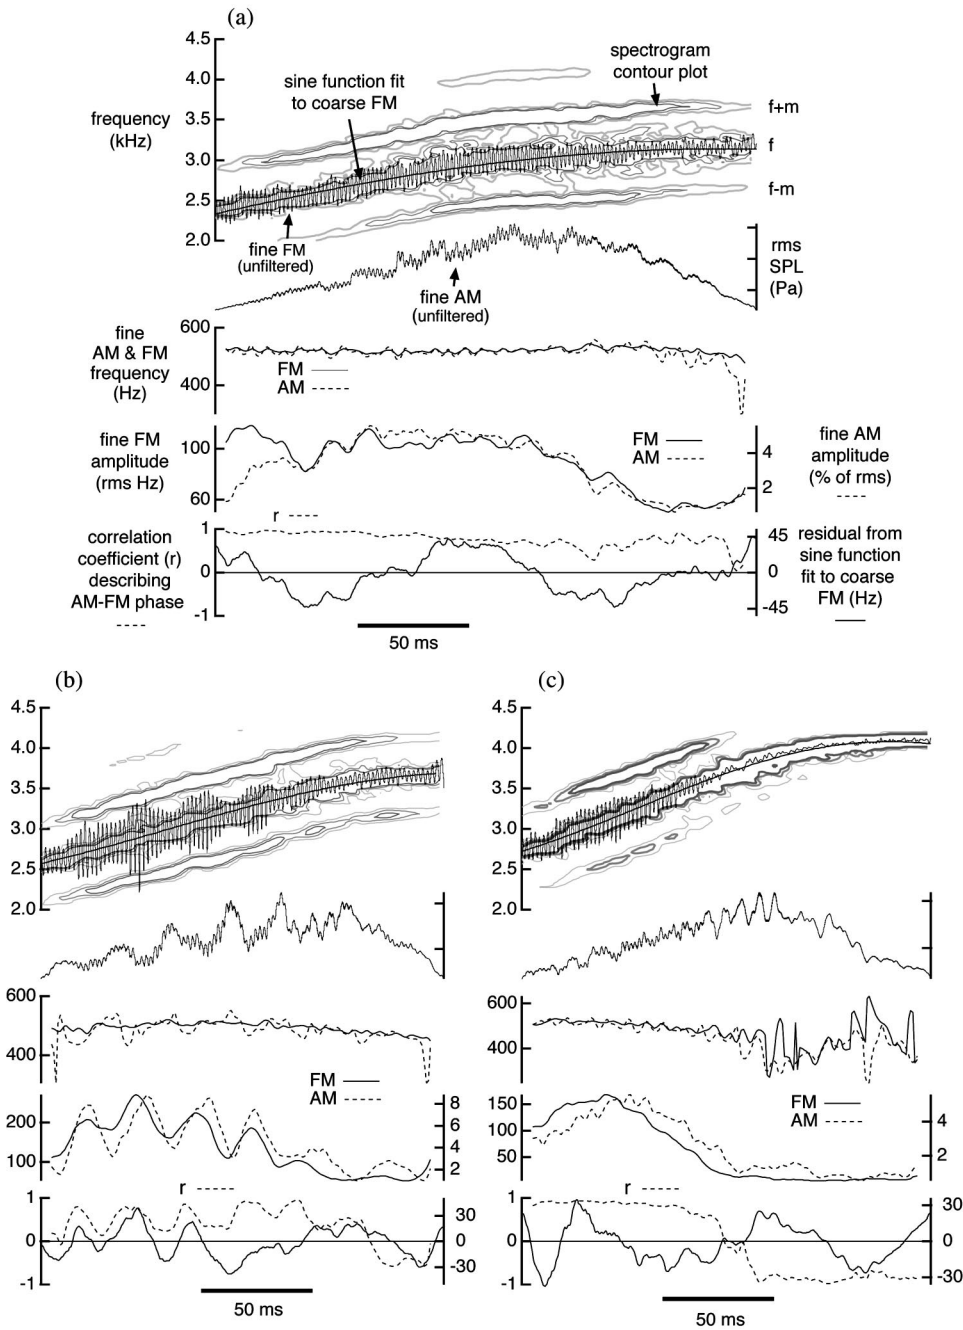 (a)
4.5
4.0
3.5
3.0
2.5
2.0
frequency
(kHz)
sine function fit
to coarse FM
spectrogram
contour plot
f+m
f
f-m
fine FM
(unfiltered)
fine AM
(unfiltered)
rms
SPL
(Pa)
fine
AM & FM
frequency
(Hz)
600
400
FM
AM
fine FM
amplitude
(rms Hz)
100
60
FM
AM
4
2
fine AM
amplitude
(% of rms)
r
correlation
coefficient (r)
describing
AM-FM phase
1
0
-1
45
0
-45
residual from
sine function
fit to coarse
FM (Hz)
50 ms
(b)
4.5
4.0
3.5
3.0
2.5
2.0
600
400
FM
AM
200
100
8
6
4
2
r
1
0
-1
30
0
-30
50 ms
(c)
4.5
4.0
3.5
3.0
2.5
2.0
600
400
150
100
50
FM
AM
4
2
r
1
0
-1
30
0
-30
50 ms